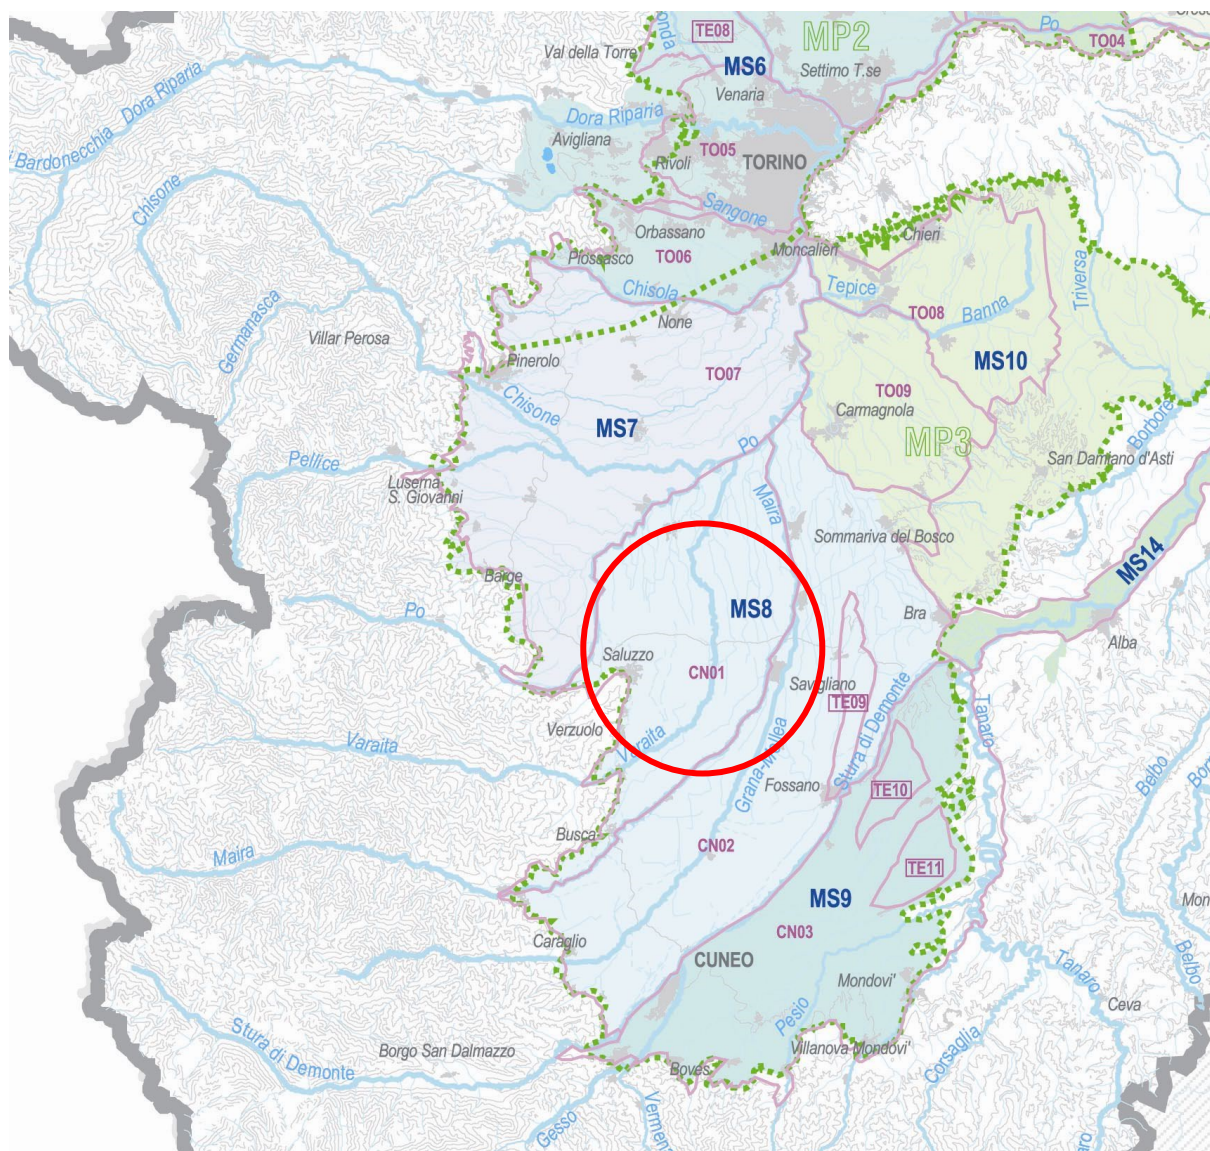 Po
TO04
TE08
MP2
Val della Torre
MS6
Settimo T.se
Venaria
Dora Riparia
Dora Riparia
Avigliana
Bardonecchia
TO05
Rivoli
TORINO
Chisone
Sangone
Orbassano
Chieri
Moncalieri
Piossasco
TO06
Triversa
Chisola
Tepice
None
TO08
Banna
Germanasca
Villar Perosa
Pinerolo
TO07
MS10
TO09
Chisone
MS7
Carmagnola
Borbore
MP3
Po
San Damiano d'Asti
Pellice
Luserna
S. Giovanni
Maira
Sommariva del Bosco
MS14
Barge
Po
MS8
Bra
Alba
Saluzzo
CN01
Savigliano
TE09
Stura di Demonte
Tanaro
Verzuolo
Varaita
Varaita
Grana-Mellea
Belbo
Fossano
TE10
Busca
CN02
Maira
TE11
MS9
CN03
Caraglio
CUNEO
Mondovi'
Tanaro
Belbo
Ceva
Pesio
Stura di Demonte
Borgo San Dalmazzo
Villanova Mondovi'
Corsaglia
Boves
Gesso